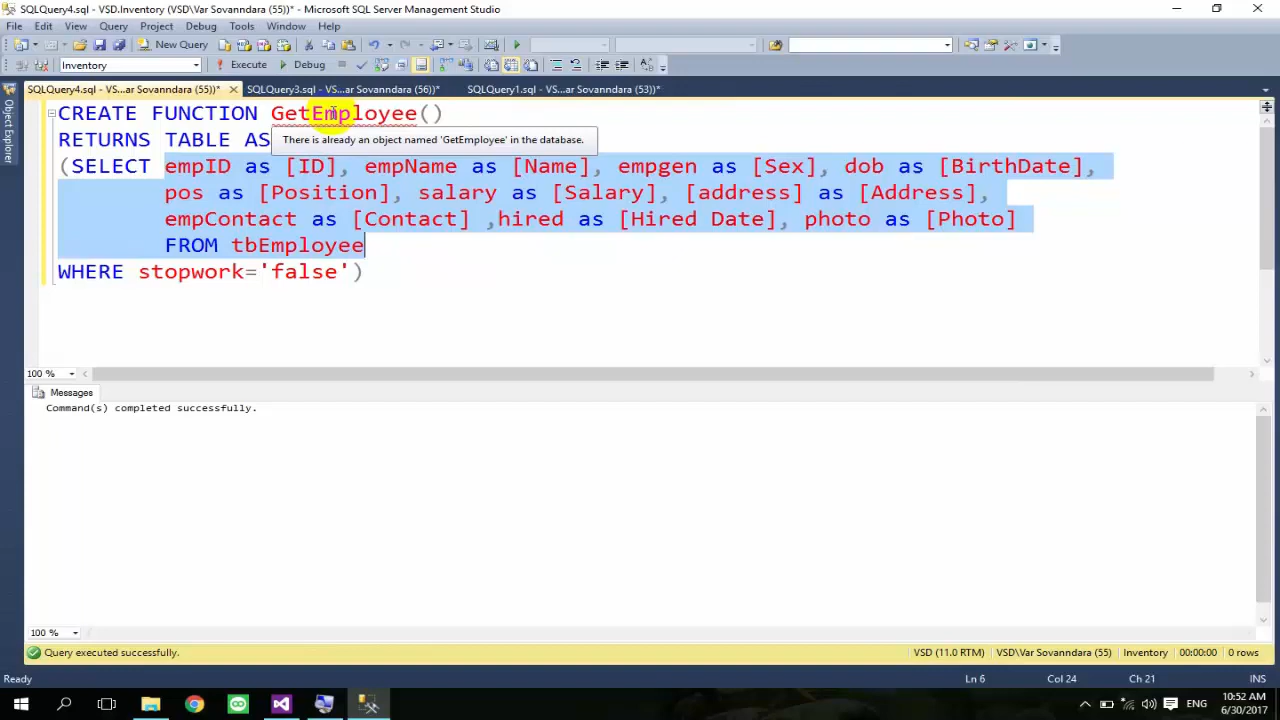 SQLQuery4.sql - VSD.Inventory (VSD\Var Sovanndara (55))* - Microsoft SQL Server Management Studio
File Edit View Query Project Debug Tools Window Help
New Query
Inventory Execute Debug
SQLQuery4.sql - VS...ar Sovanndara (55))* SQLQuery3.sql - VS...ar Sovanndara (56))* SQLQuery1.sql - VS...ar Sovanndara (53))*
Object Explorer
CREATE FUNCTION GetEmployee()
RETURNS TABLE AS
There is already an object named 'GetEmployee' in the database.
(SELECT empID as [ID], empName as [Name], empgen as [Sex], dob as [BirthDate],
pos as [Position], salary as [Salary], [address] as [Address],
empContact as [Contact] ,hired as [Hired Date], photo as [Photo]
FROM tbEmployee
WHERE stopwork='false')
100 %
Messages
Command(s) completed successfully.
100 %
Query executed successfully. VSD (11.0 RTM) VSD\Var Sovanndara (55) Inventory 00:00:00 0 rows
Ready Ln 6 Col 24 Ch 21 INS
ENG 10:52 AM
6/30/2017